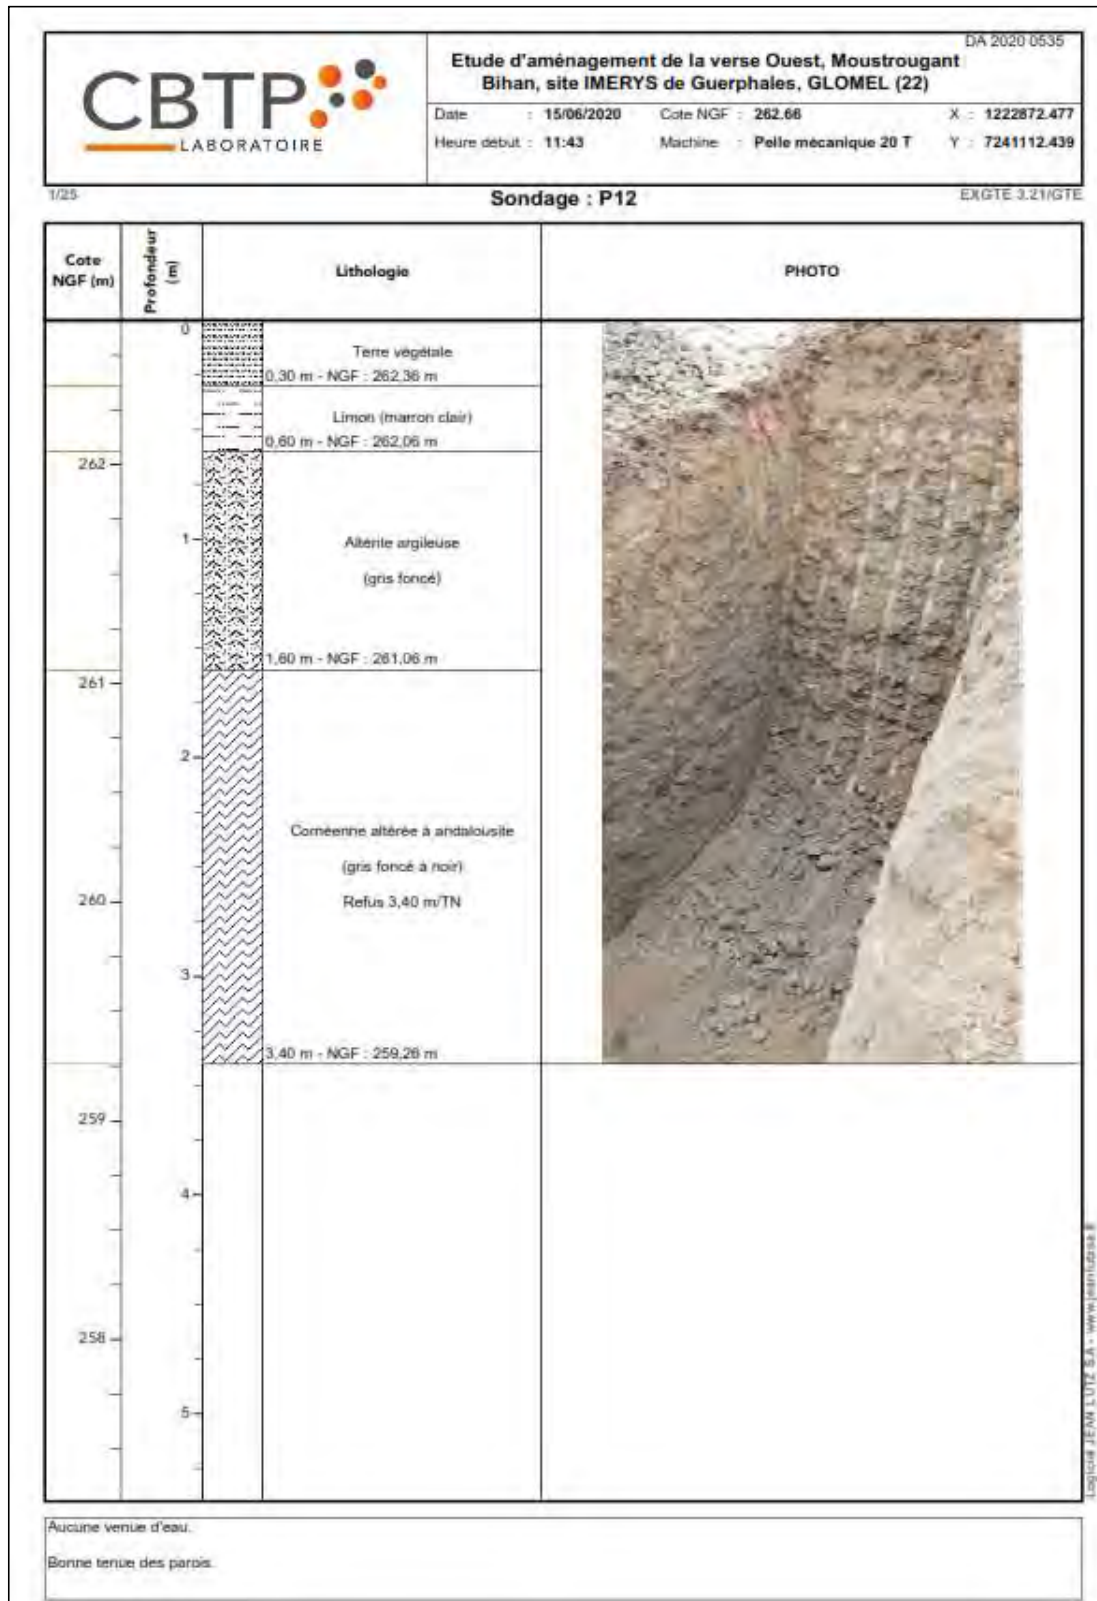 DA 2020 0535
CBTP
LABORATOIRE
Etude d'aménagement de la verse Ouest, Moustrougant
Bihan, site IMERYS de Guerphales, GLOMEL (22)
Date : 15/06/2020 Cote NGF : 262.66 X : 1222872.477
Heure début : 11:43 Machine : Pelle mécanique 20 T Y : 7241112.439
1/25 Sondage : P12 EXGTE 3.21/GTE
Cote NGF (m) Profondeur (m) Lithologie PHOTO
0
Terre végétale
0,30 m - NGF : 262,36 m
Limon (marron clair)
0,60 m - NGF : 262,06 m
262
1
Altérite argileuse
(gris foncé)
1,60 m - NGF : 261,06 m
261
2
Cornéenne altérée à andalousite
(gris foncé à noir)
260
Refus 3,40 m/TN
3
3,40 m - NGF : 259,26 m
259
4
258
5
Logiciel JEAN LUTZ S.A - www.jeanlutzsa.fr
Aucune venue d'eau.
Bonne tenue des parois.